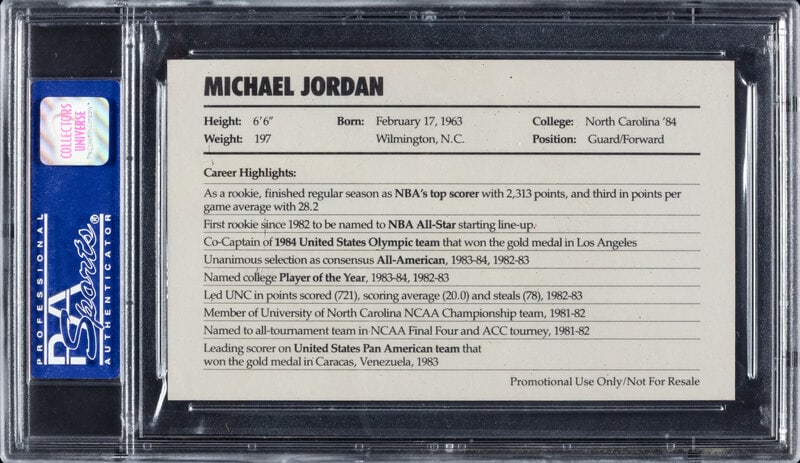 COLLECTORS
UNIVERSE
PROFESSIONAL
PSA
Sports®
AUTHENTICATOR
MICHAEL JORDAN
Height: 6'6" Born: February 17, 1963 College: North Carolina '84
Weight: 197 Wilmington, N.C. Position: Guard/Forward
Career Highlights:
As a rookie, finished regular season as NBA's top scorer with 2,313 points, and third in points per
game average with 28.2
First rookie since 1982 to be named to NBA All-Star starting line-up.
Co-Captain of 1984 United States Olympic team that won the gold medal in Los Angeles
Unanimous selection as consensus All-American, 1983-84, 1982-83
Named college Player of the Year, 1983-84, 1982-83
Led UNC in points scored (721), scoring average (20.0) and steals (78), 1982-83
Member of University of North Carolina NCAA Championship team, 1981-82
Named to all-tournament team in NCAA Final Four and ACC tourney, 1981-82
Leading scorer on United States Pan American team that
won the gold medal in Caracas, Venezuela, 1983
Promotional Use Only/Not For Resale